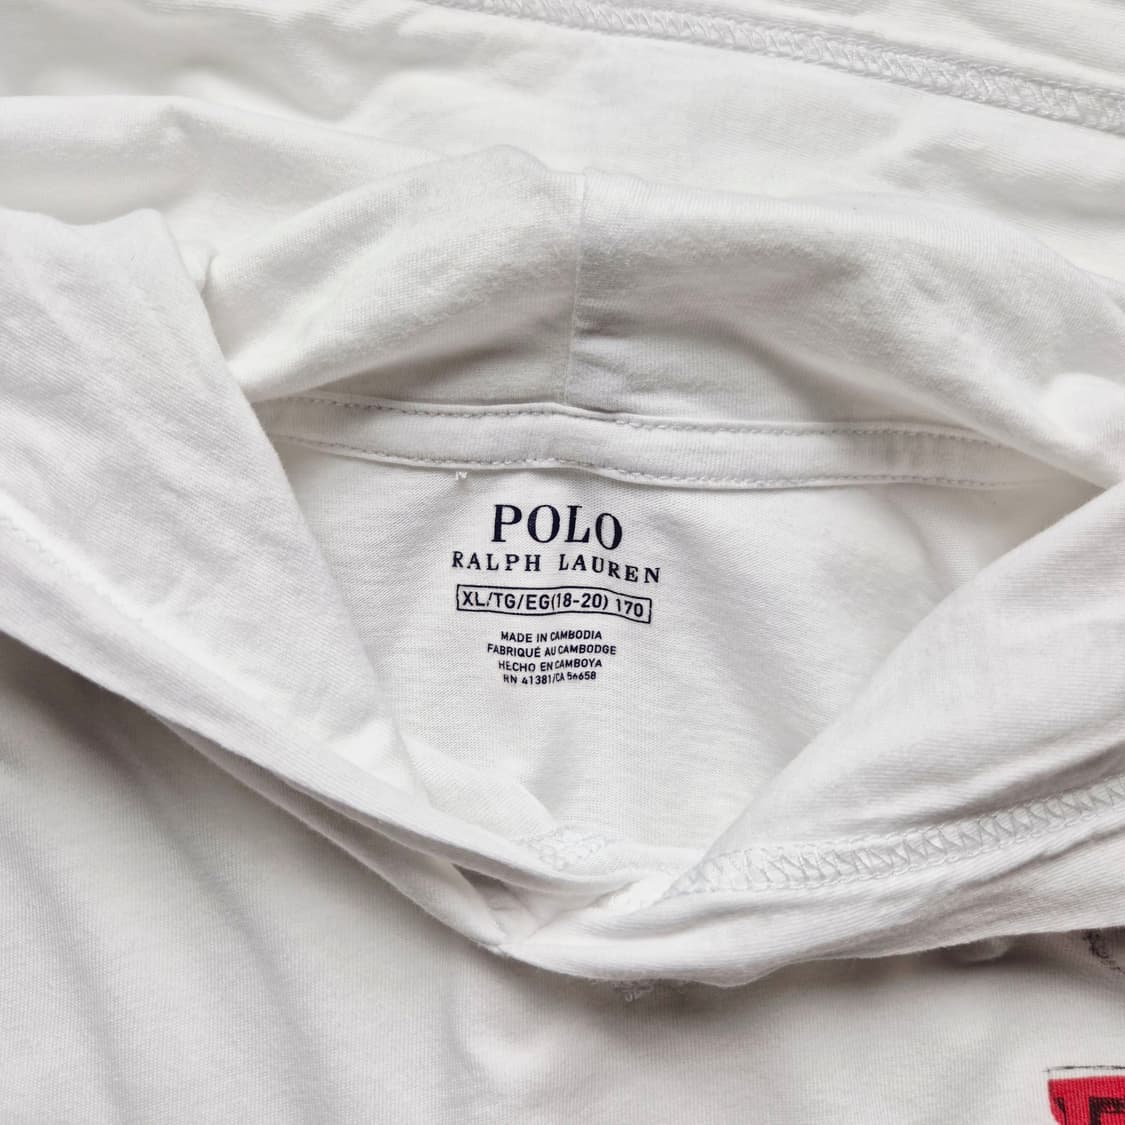 POLO
RALPH LAUREN
XL/TG/EG(18-20) 170
MADE IN CAMBODIA
FABRIQUÉ AU CAMBODGE
HECHO EN CAMBOYA
RN 41381/CA 56658